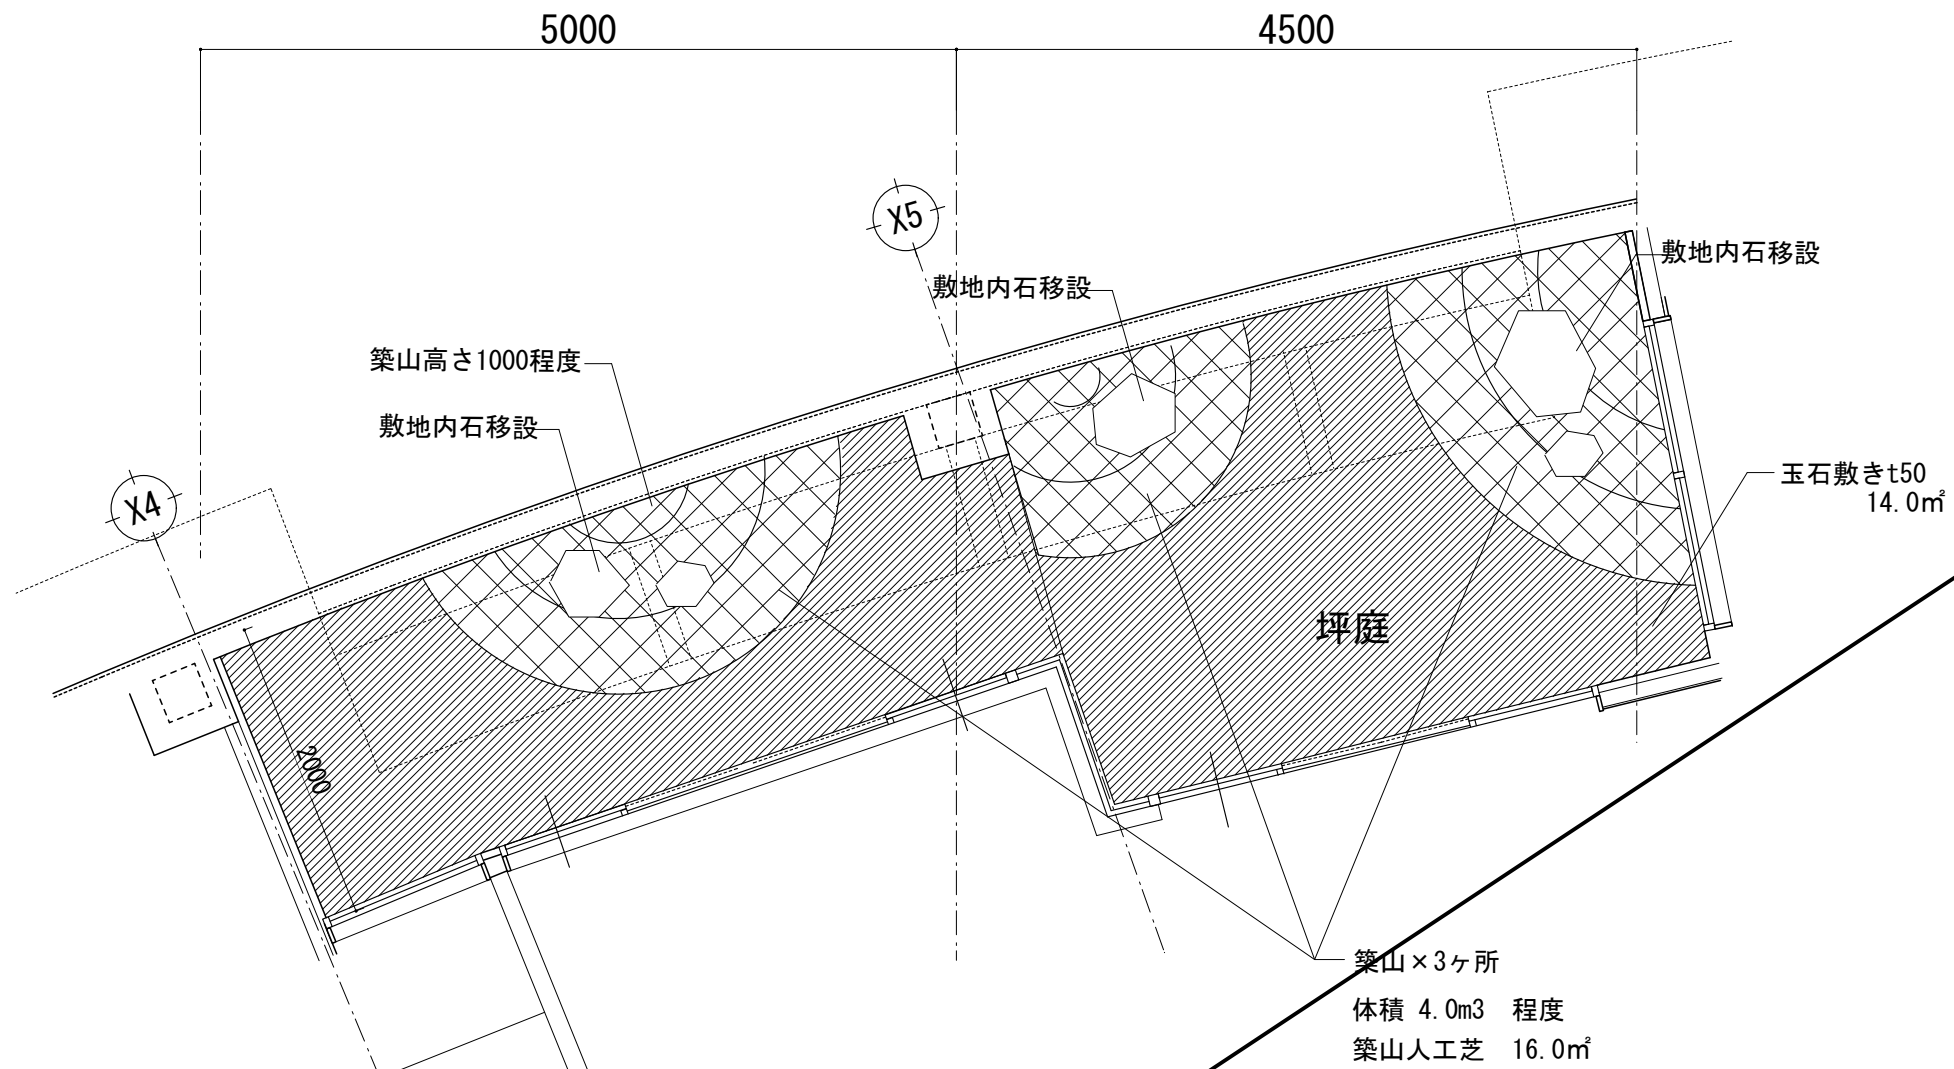 5000
4500
X5
敷地内石移設
敷地内石移設
築山高さ1000程度
敷地内石移設
X4
玉石敷きt50
14.0㎡
坪庭
2000
築山×3ヶ所
体積 4.0m3 程度
築山人工芝 16.0㎡